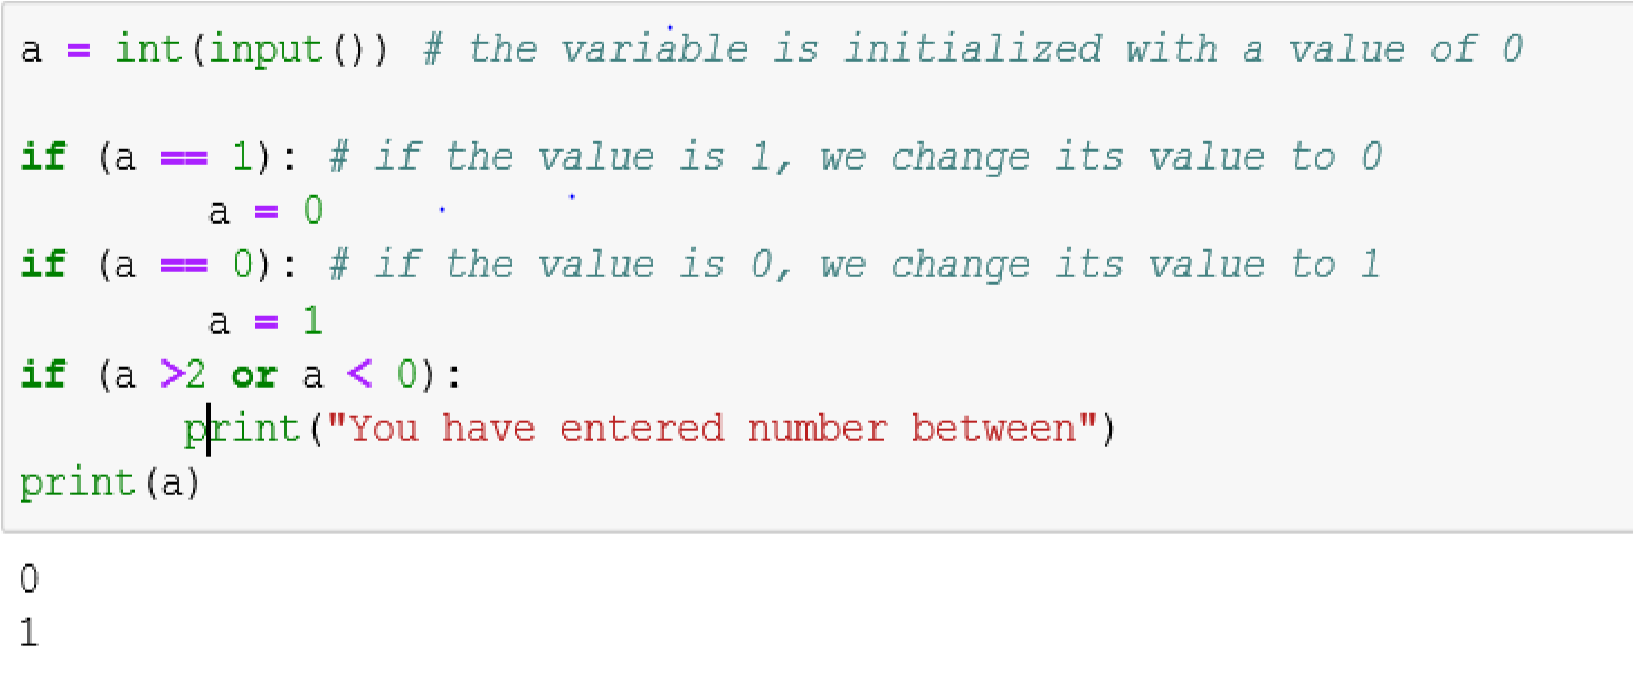 a = int(input()) # the variable is initialized with a value of 0
if (a == 1): # if the value is 1, we change its value to 0
a = 0
if (a == 0): # if the value is 0, we change its value to 1
a = 1
if (a >2 or a < 0):
print("You have entered number between")
print(a)
0
1